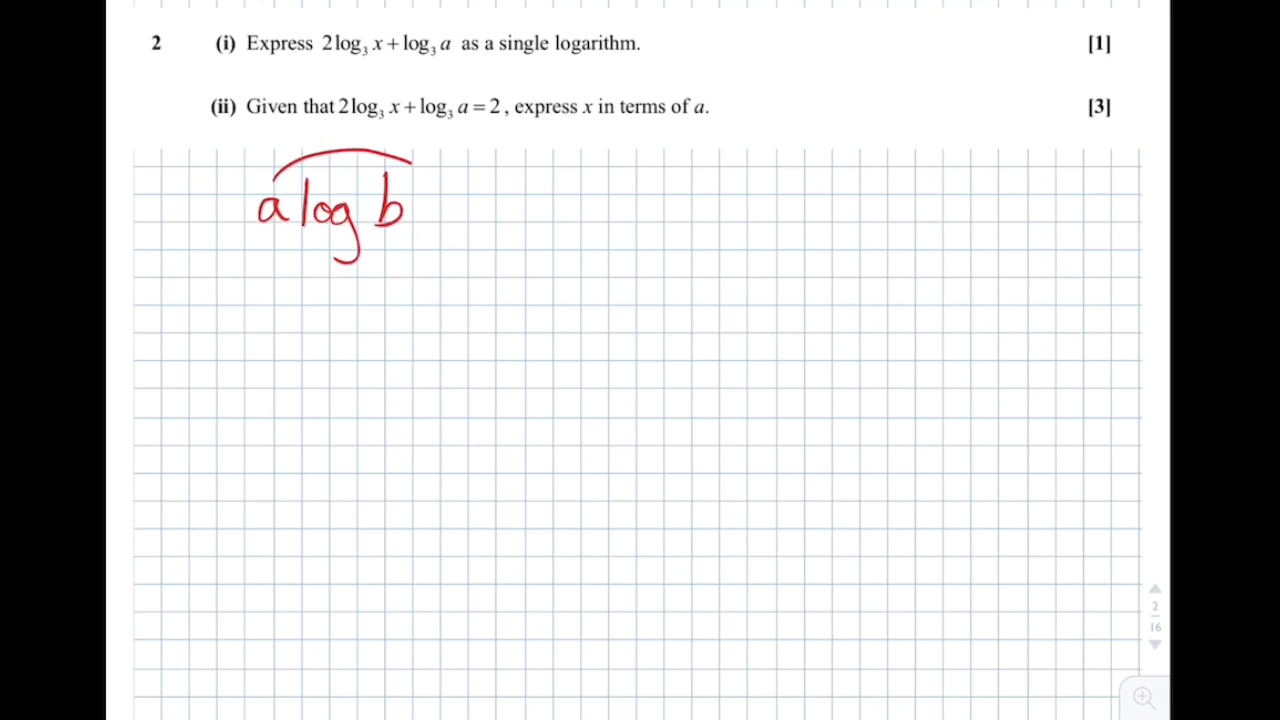 2 (i) Express 2log₃ x + log₃ a as a single logarithm. [1]
(ii) Given that 2log₃ x + log₃ a = 2, express x in terms of a. [3]
a log b
2
16